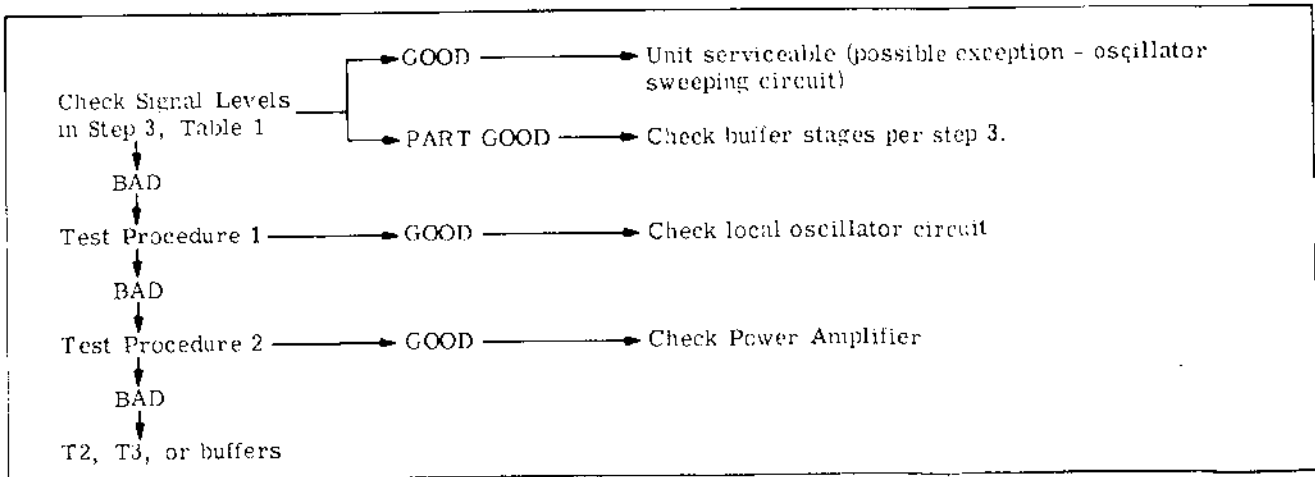 GOOD Unit serviceable (possible exception - oscillator
sweeping circuit)
Check Signal Levels
in Step 3, Table 1
PART GOOD Check buffer stages per step 3.
BAD
Test Procedure 1 GOOD Check local oscillator circuit
BAD
Test Procedure 2 GOOD Check Power Amplifier
BAD
T2, T3, or buffers